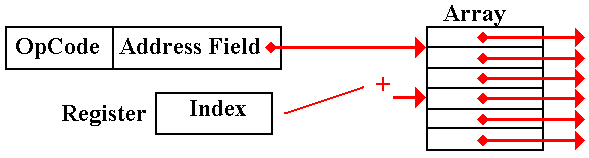 Array
OpCode Address Field
+
Register Index